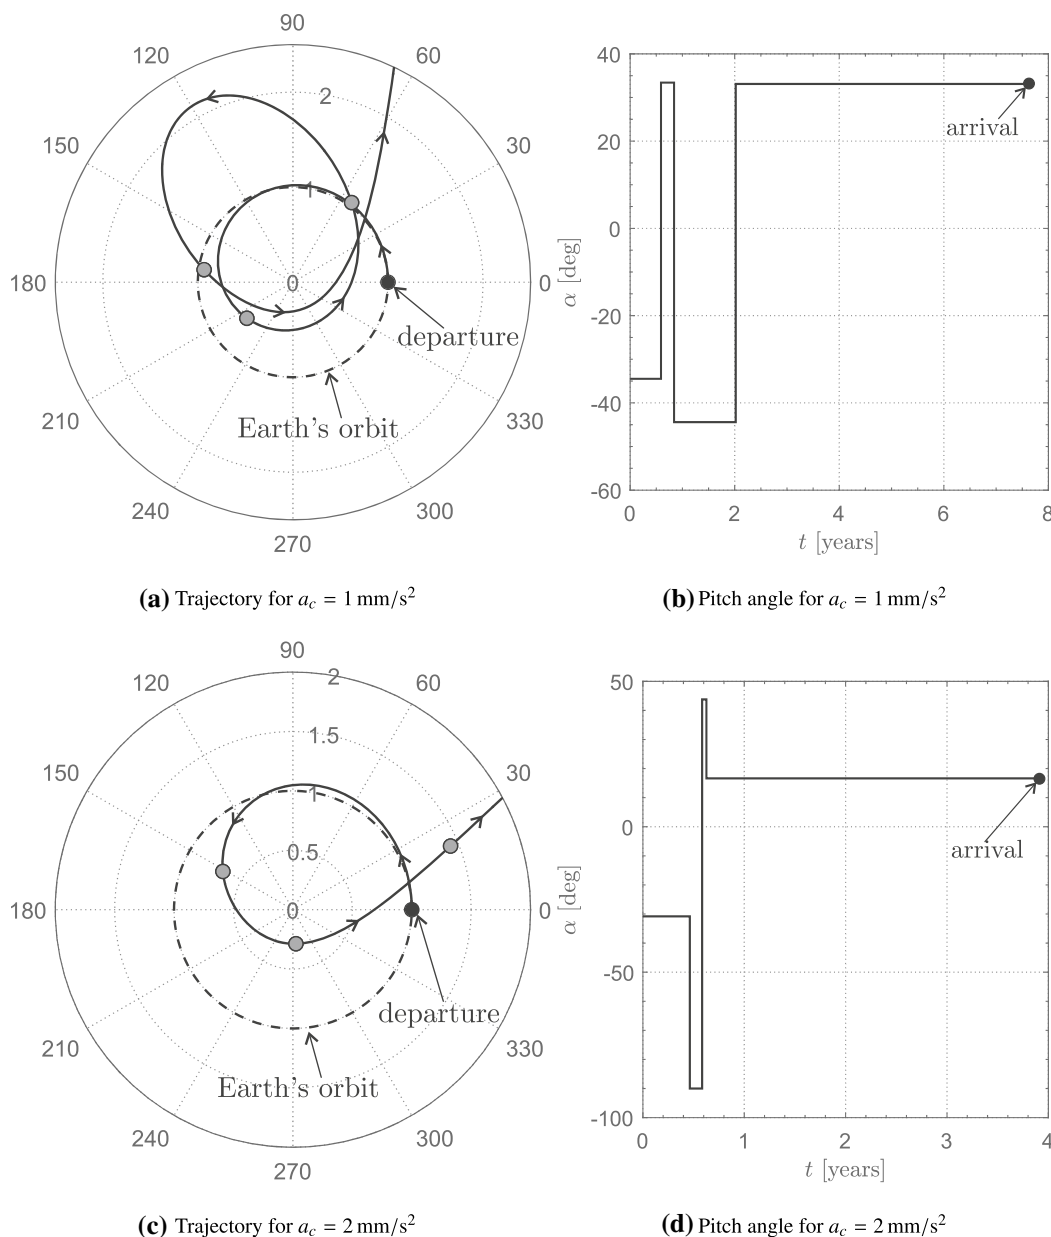 90
120
60
150
30
180
0
210
330
240
300
270
2
1
0
departure
Earth's orbit
40
20
0
-20
-40
-60
α [deg]
arrival
0 2 4 6 8
t [years]
(a) Trajectory for a_c = 1 mm/s²
(b) Pitch angle for a_c = 1 mm/s²
90
120
60
150
30
180
0
210
330
240
300
270
2
1.5
1
0.5
0
departure
Earth's orbit
50
0
-50
-100
α [deg]
arrival
0 1 2 3 4
t [years]
(c) Trajectory for a_c = 2 mm/s²
(d) Pitch angle for a_c = 2 mm/s²